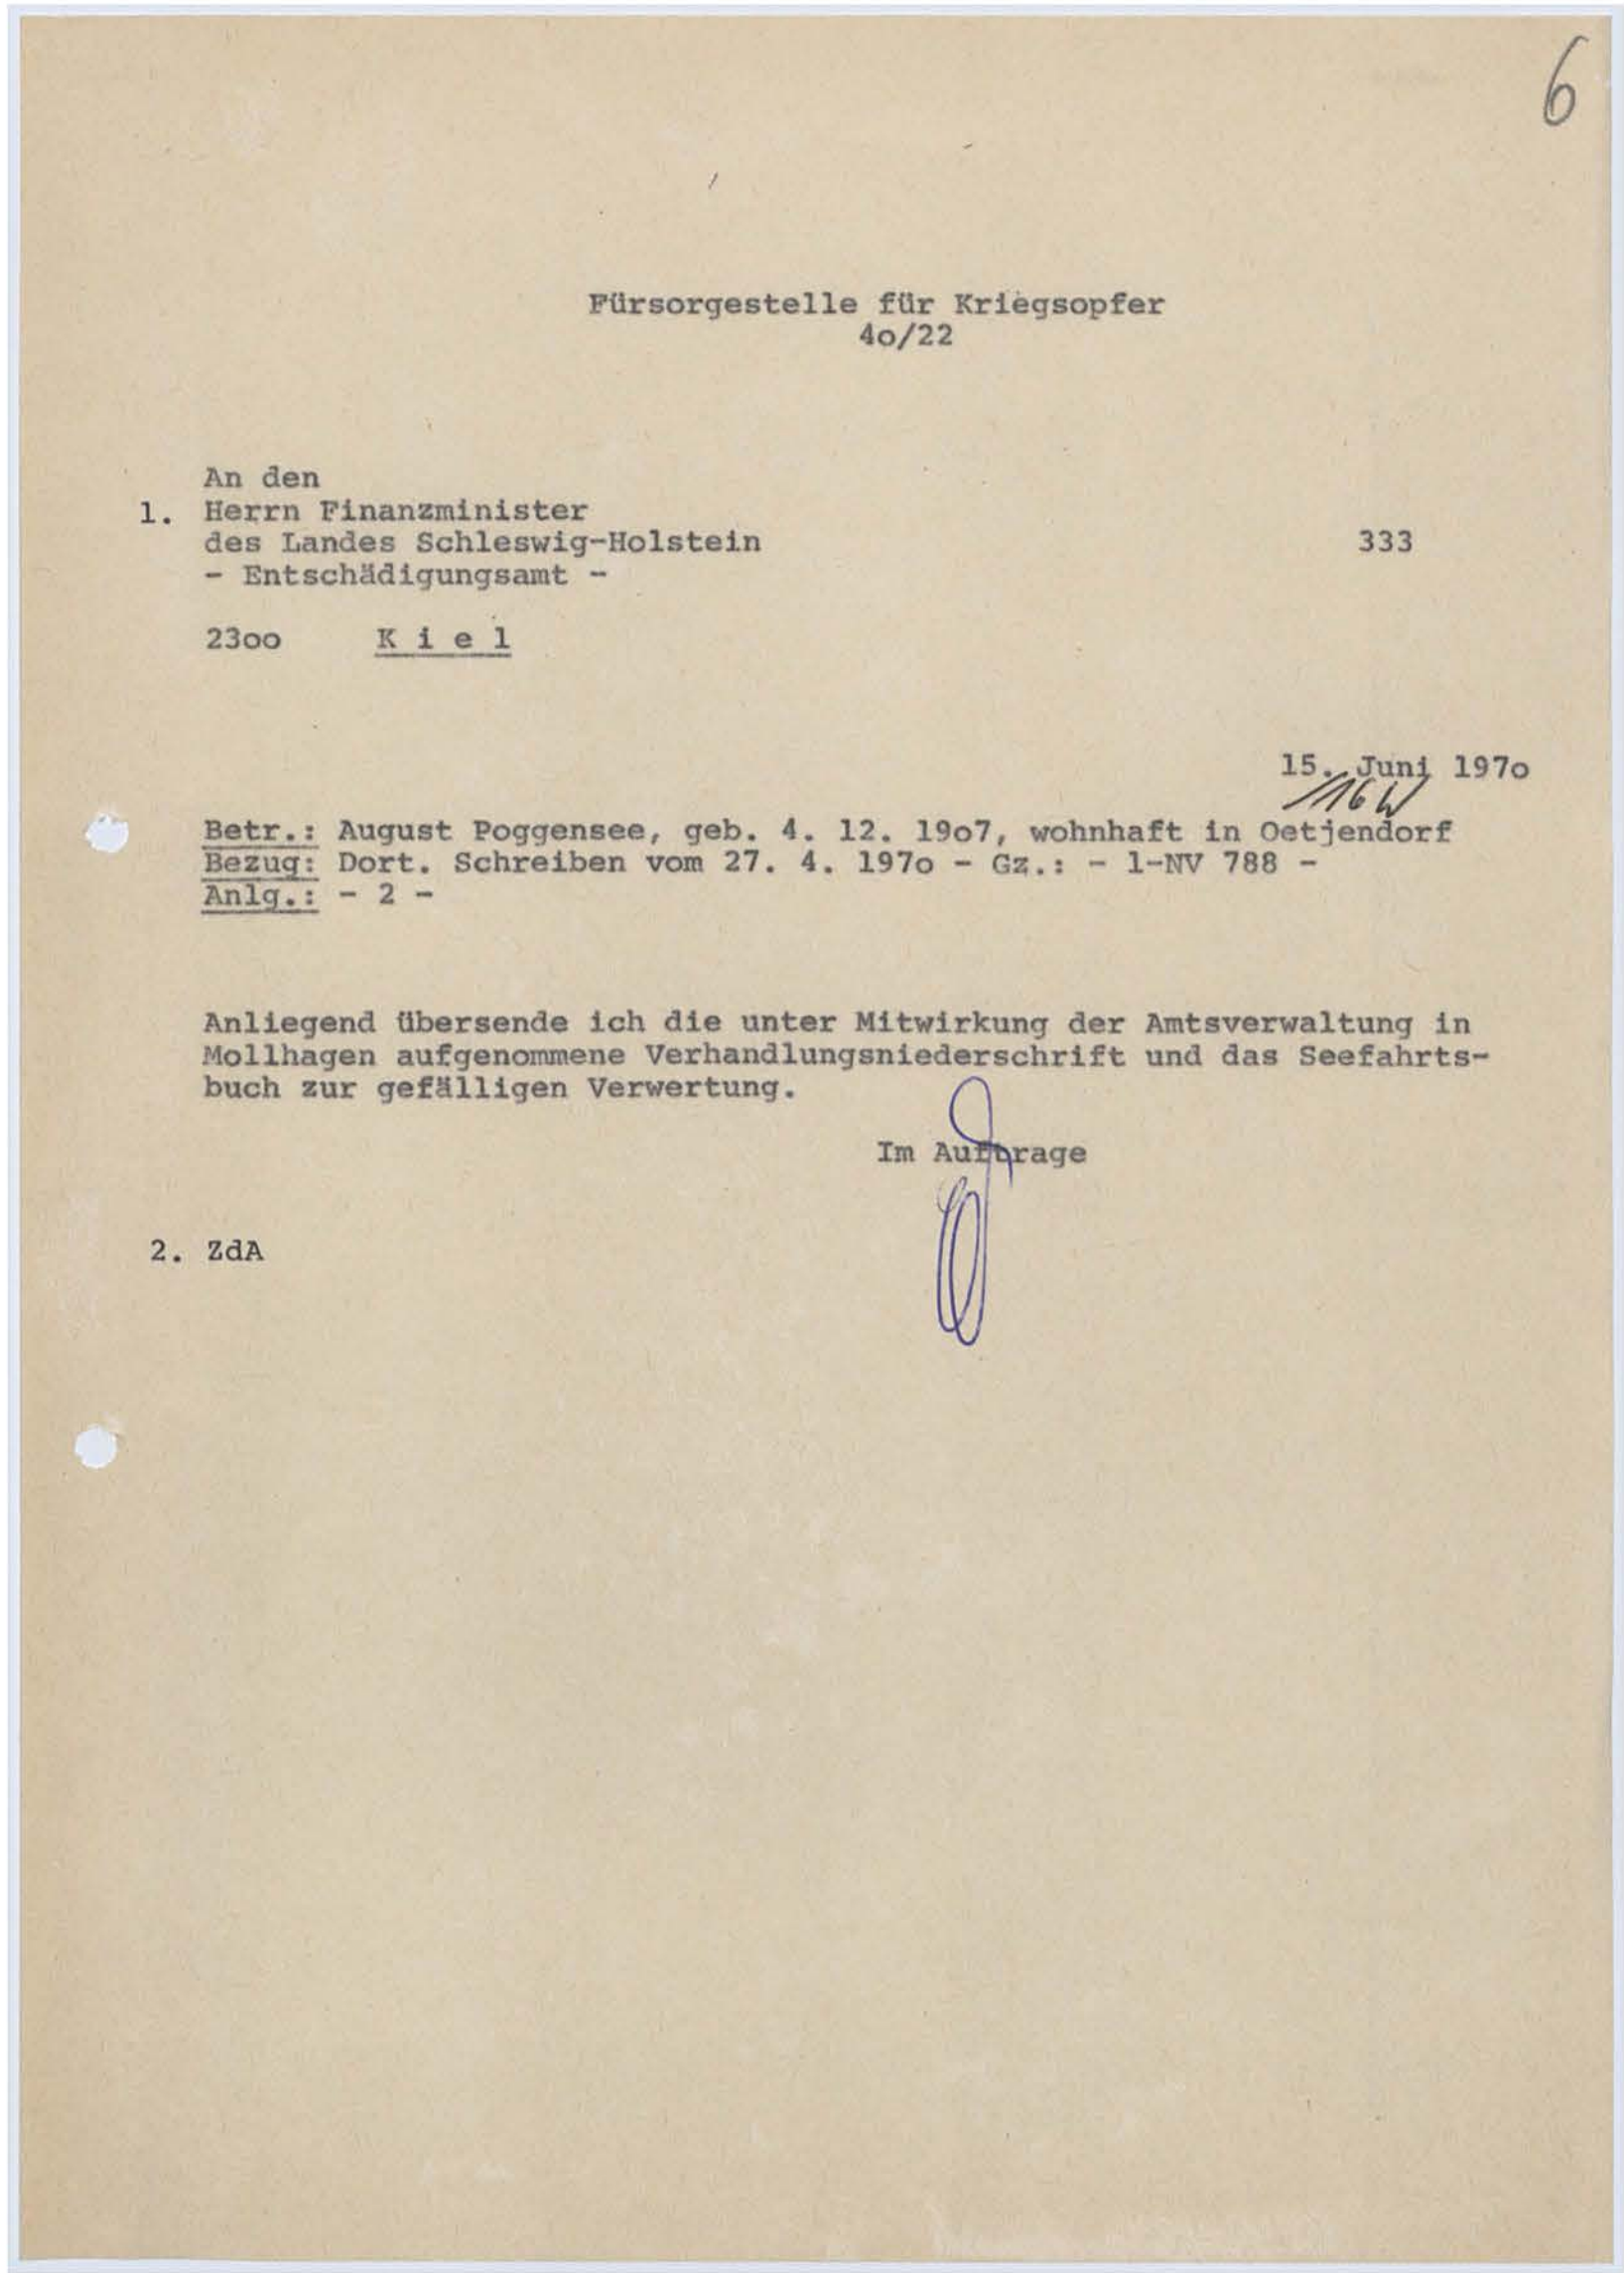 6
Fürsorgestelle für Kriegsopfer
4o/22
An den
1. Herrn Finanzminister
des Landes Schleswig-Holstein 333
- Entschädigungsamt -
23oo K i e l
15. Juni 197o
/16 W
Betr.: August Poggensee, geb. 4. 12. 19o7, wohnhaft in Oetjendorf
Bezug: Dort. Schreiben vom 27. 4. 197o - Gz.: - 1-NV 788 -
Anlg.: - 2 -
Anliegend übersende ich die unter Mitwirkung der Amtsverwaltung in
Mollhagen aufgenommene Verhandlungsniederschrift und das Seefahrts-
buch zur gefälligen Verwertung.
Im Auftrage
2. ZdA